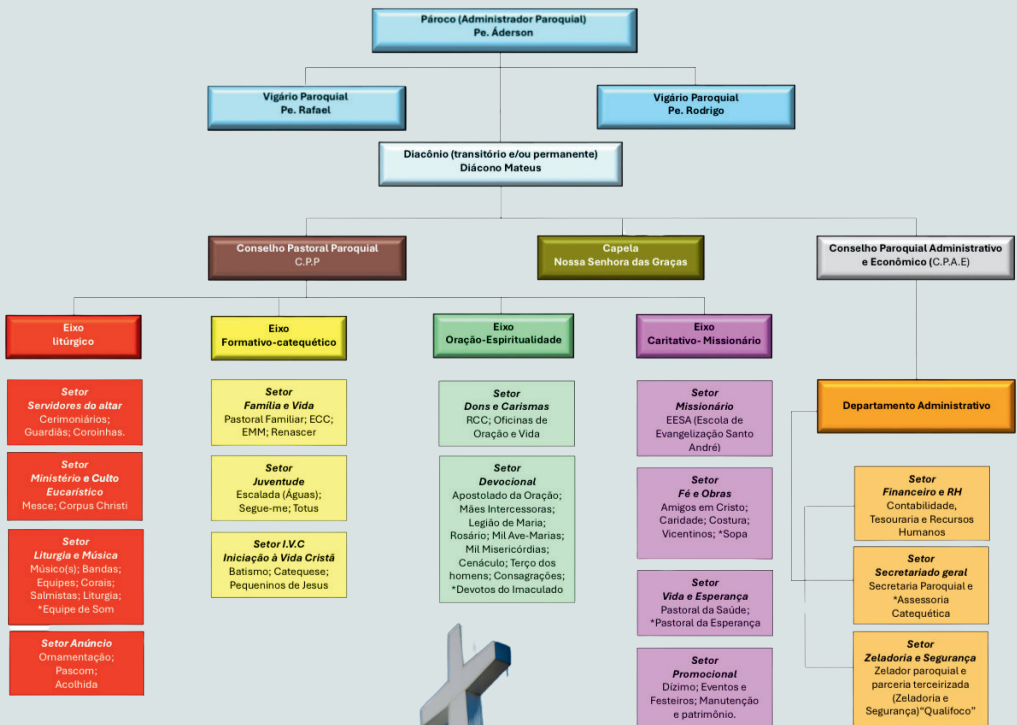 Pároco (Administrador Paroquial)
Pe. Áderson
Vigário Paroquial
Pe. Rafael
Vigário Paroquial
Pe. Rodrigo
Diacônio (transitório e/ou permanente)
Diácono Mateus
Conselho Pastoral Paroquial
C.P.P
Capela
Nossa Senhora das Graças
Conselho Paroquial Administrativo
e Econômico (C.P.A.E)
Eixo
litúrgico
Eixo
Formativo-catequético
Eixo
Oração-Espiritualidade
Eixo
Caritativo- Missionário
Setor
Servidores do altar
Cerimoniários;
Guardiãs; Coroinhas.
Setor
Ministério e Culto
Eucarístico
Mesce; Corpus Christi
Setor
Liturgia e Música
Músico(s); Bandas;
Equipes; Corais;
Salmistas; Liturgia;
*Equipe de Som
Setor Anúncio
Ornamentação;
Pascom;
Acolhida
Setor
Família e Vida
Pastoral Familiar; ECC;
EMM; Renascer
Setor
Juventude
Escalada (Águas);
Segue-me; Totus
Setor I.V.C
Iniciação à Vida Cristã
Batismo; Catequese;
Pequeninos de Jesus
Setor
Dons e Carismas
RCC; Oficinas de
Oração e Vida
Setor
Devocional
Apostolado da Oração;
Mães Intercessoras;
Legião de Maria;
Rosário; Mil Ave-Marias;
Mil Misericórdias;
Cenáculo; Terço dos
homens; Consagrações;
*Devotos do Imaculado
Setor
Missionário
EESA (Escola de
Evangelização Santo
André)
Setor
Fé e Obras
Amigos em Cristo;
Caridade; Costura;
Vicentinos; *Sopa
Setor
Vida e Esperança
Pastoral da Saúde;
*Pastoral da Esperança
Setor
Promocional
Dízimo; Eventos e
Festeiros; Manutenção
e patrimônio.
Departamento Administrativo
Setor
Financeiro e RH
Contabilidade,
Tesouraria e Recursos
Humanos
Setor
Secretariado geral
Secretaria Paroquial e
*Assessoria
Catequética
Setor
Zeladoria e Segurança
Zelador paroquial e
parceria terceirizada
(Zeladoria e
Segurança)"Qualifoco"